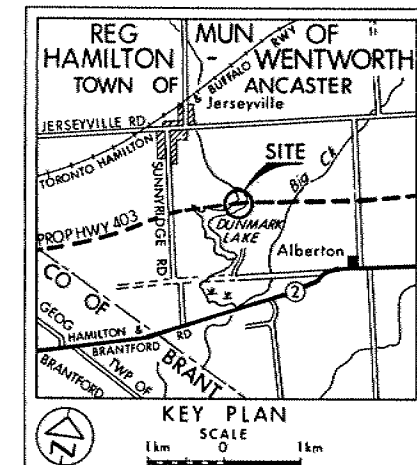 REG MUN OF
HAMILTON - WENTWORTH
TOWN OF ANCASTER
& BUFFALO RWY
Jerseyville
JERSEYVILLE RD
TORONTO HAMILTON
SUNNYRIDGE RD
SITE
Big Ck
PROP HWY 403
DUNMARK
LAKE
Alberton
CO OF BRANT
2
GEOG TWP OF BRANTFORD
HAMILTON &
BRANTFORD RD
N
KEY PLAN
SCALE
1km 0 1km